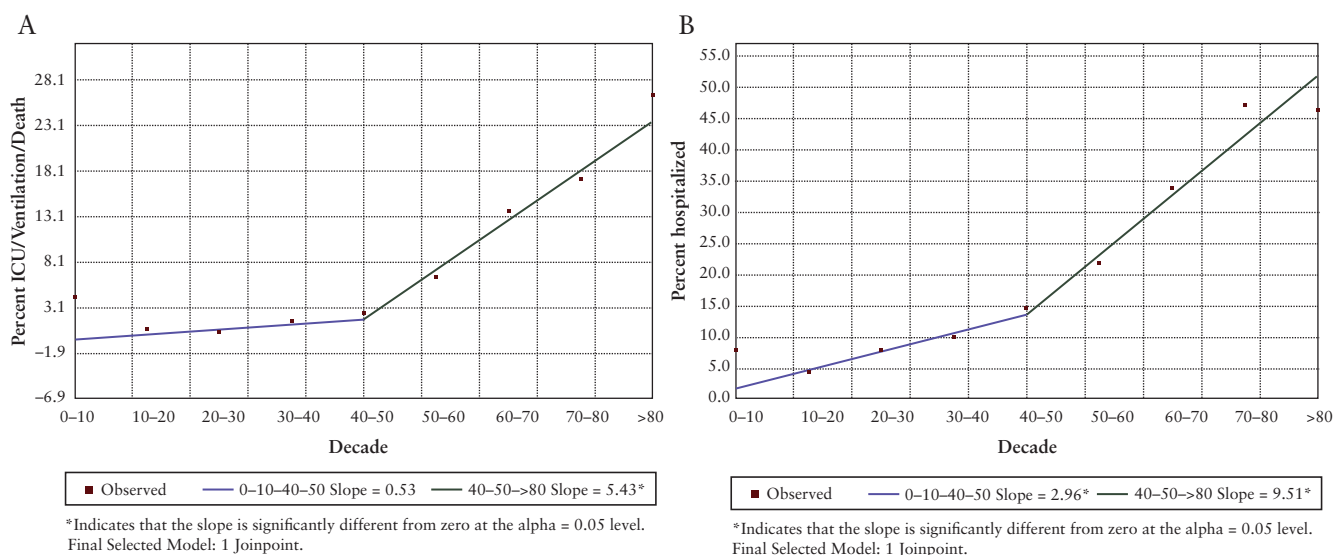 A
Percent ICU/Ventilation/Death
28.1
23.1
18.1
13.1
8.1
3.1
−1.9
−6.9
0–10 10–20 20–30 30–40 40–50 50–60 60–70 70–80 >80
Decade
Observed 0–10–40–50 Slope = 0.53 40–50–>80 Slope = 5.43*
*Indicates that the slope is significantly different from zero at the alpha = 0.05 level.
Final Selected Model: 1 Joinpoint.
B
Percent hospitalized
55.0
50.0
45.0
40.0
35.0
30.0
25.0
20.0
15.0
10.0
5.0
0.0
0–10 10–20 20–30 30–40 40–50 50–60 60–70 70–80 >80
Decade
Observed 0–10–40–50 Slope = 2.96* 40–50–>80 Slope = 9.51*
*Indicates that the slope is significantly different from zero at the alpha = 0.05 level.
Final Selected Model: 1 Joinpoint.